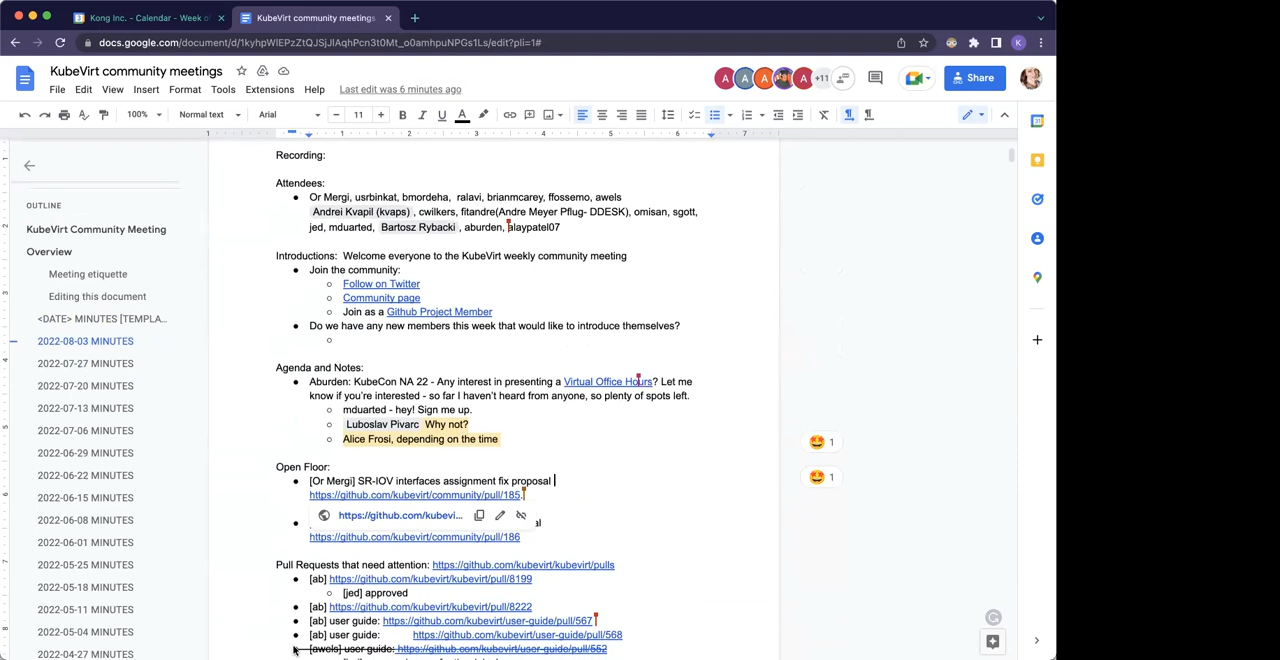 Kong Inc. - Calendar - Week o
KubeVirt community meetings
docs.google.com/document/d/1kyhpWIEPzZtQJSjJlAqhPcn3t0Mt_o0amhpuNPGs1Ls/edit?pli=1#
K
KubeVirt community meetings
File Edit View Insert Format Tools Extensions Help Last edit was 6 minutes ago
A A A A +11 Share
100% Normal text Arial 11 B I U A
1 1 2 3 4 5 6 7
Recording:
Attendees:
Or Mergi, usrbinkat, bmordeha, ralavi, brianmcarey, ffossemo, awels
Andrei Kvapil (kvaps) , cwilkers, fitandre(Andre Meyer Pflug- DDESK), omisan, sgott,
jed, mduarted, Bartosz Rybacki , aburden, alaypatel07
Introductions: Welcome everyone to the KubeVirt weekly community meeting
Join the community:
Follow on Twitter
Community page
Join as a Github Project Member
Do we have any new members this week that would like to introduce themselves?
Agenda and Notes:
Aburden: KubeCon NA 22 - Any interest in presenting a Virtual Office Hours? Let me
know if you're interested - so far I haven't heard from anyone, so plenty of spots left.
mduarted - hey! Sign me up.
Luboslav Pivarc Why not?
Alice Frosi, depending on the time
Open Floor:
[Or Mergi] SR-IOV interfaces assignment fix proposal
https://github.com/kubevirt/community/pull/185.
https://github.com/kubevi...
al
https://github.com/kubevirt/community/pull/186
Pull Requests that need attention: https://github.com/kubevirt/kubevirt/pulls
[ab] https://github.com/kubevirt/kubevirt/pull/8199
[jed] approved
[ab] https://github.com/kubevirt/kubevirt/pull/8222
[ab] user guide: https://github.com/kubevirt/user-guide/pull/567
[ab] user guide: https://github.com/kubevirt/user-guide/pull/568
[awels] user guide: https://github.com/kubevirt/user-guide/pull/552
1
1
OUTLINE
KubeVirt Community Meeting
Overview
Meeting etiquette
Editing this document
<DATE> MINUTES [TEMPLA...
2022-08-03 MINUTES
2022-07-27 MINUTES
2022-07-20 MINUTES
2022-07-13 MINUTES
2022-07-06 MINUTES
2022-06-29 MINUTES
2022-06-22 MINUTES
2022-06-15 MINUTES
2022-06-08 MINUTES
2022-06-01 MINUTES
2022-05-25 MINUTES
2022-05-18 MINUTES
2022-05-11 MINUTES
2022-05-04 MINUTES
2022-04-27 MINUTES